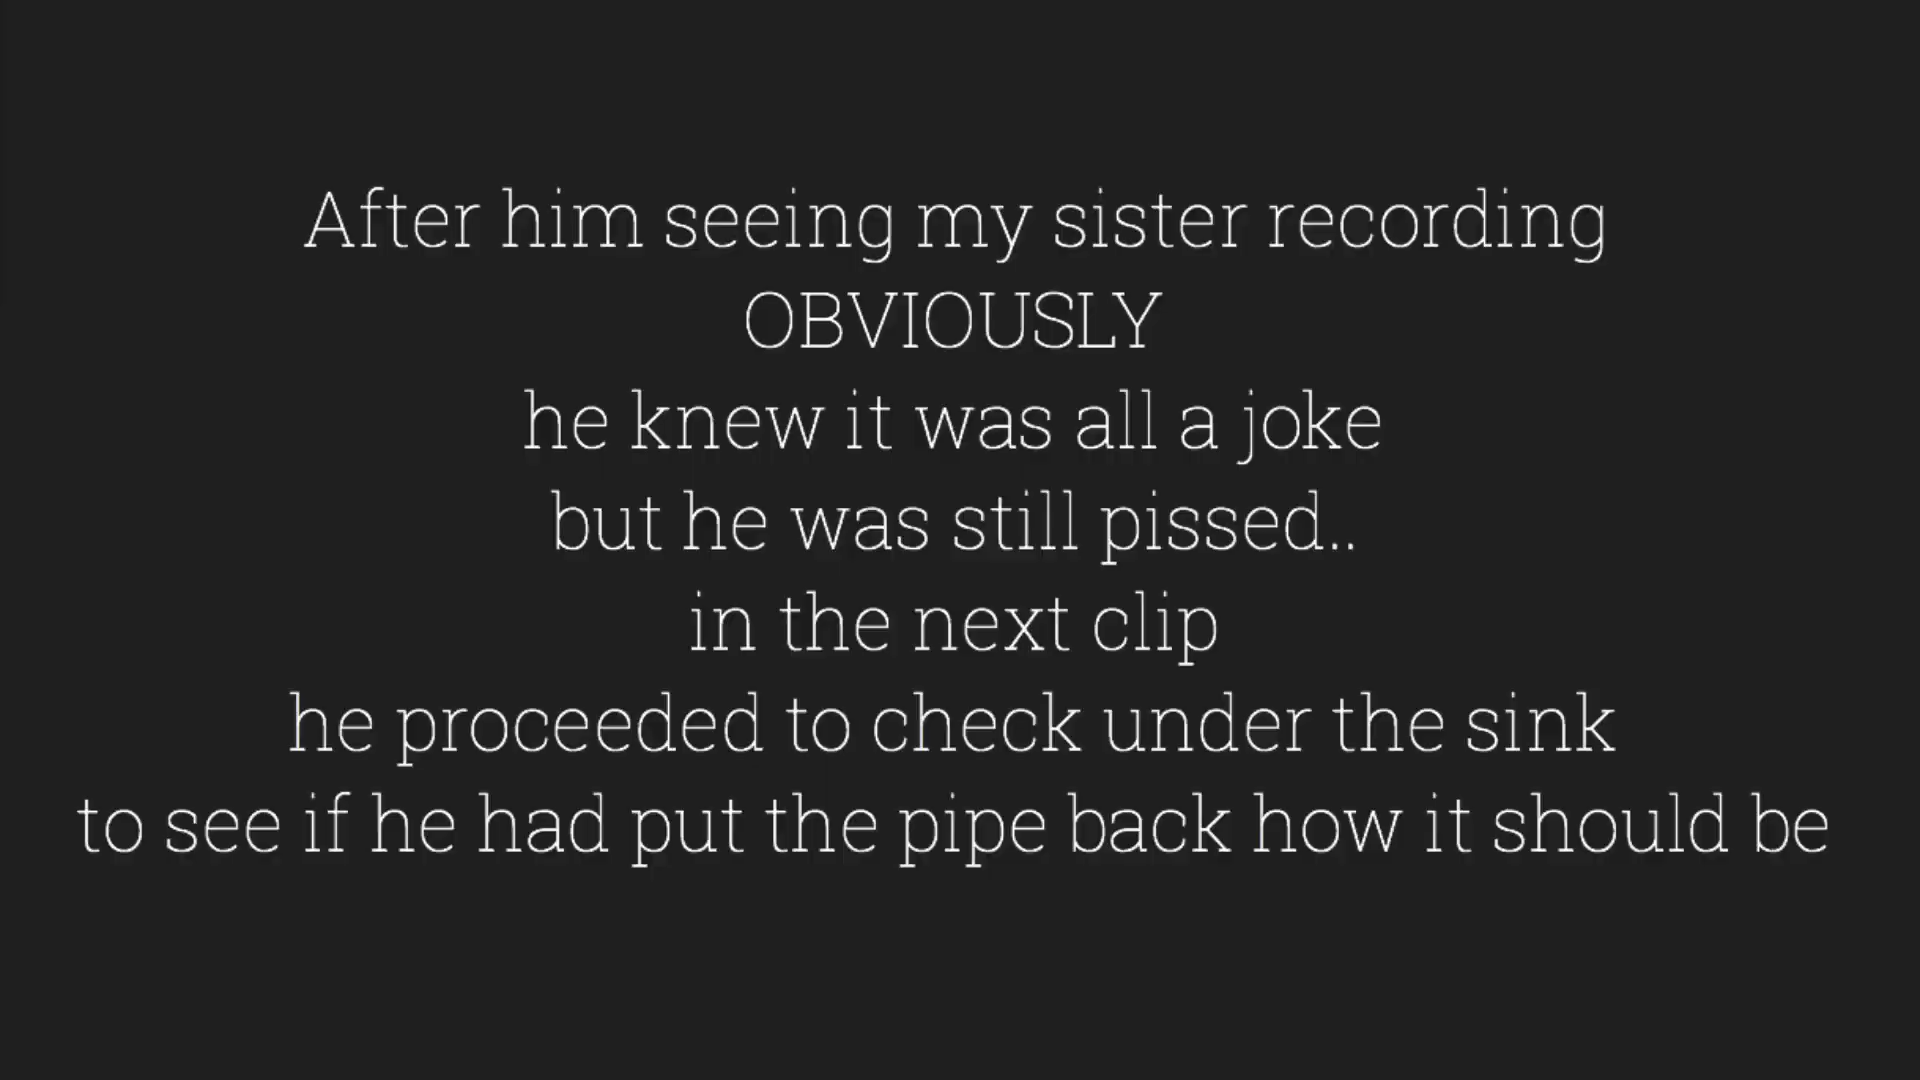 After him seeing my sister recording
OBVIOUSLY
he knew it was all a joke
but he was still pissed..
in the next clip
he proceeded to check under the sink
to see if he had put the pipe back how it should be